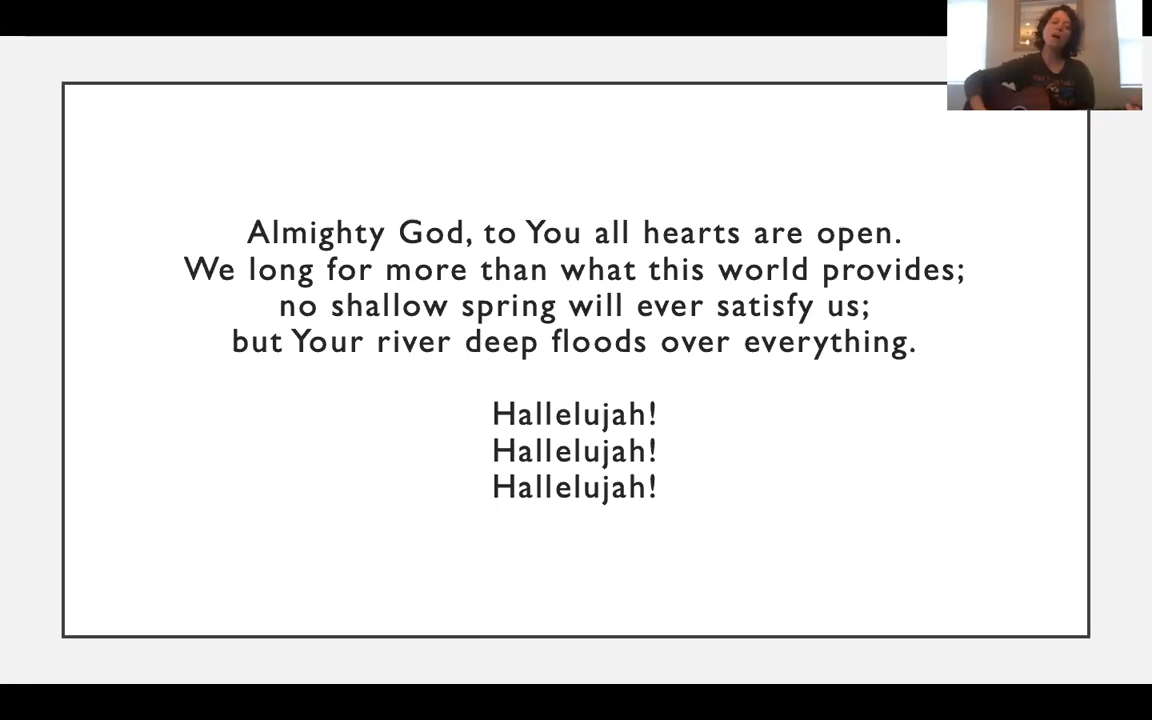 Almighty God, to You all hearts are open.
We long for more than what this world provides;
no shallow spring will ever satisfy us;
but Your river deep floods over everything.
Hallelujah!
Hallelujah!
Hallelujah!